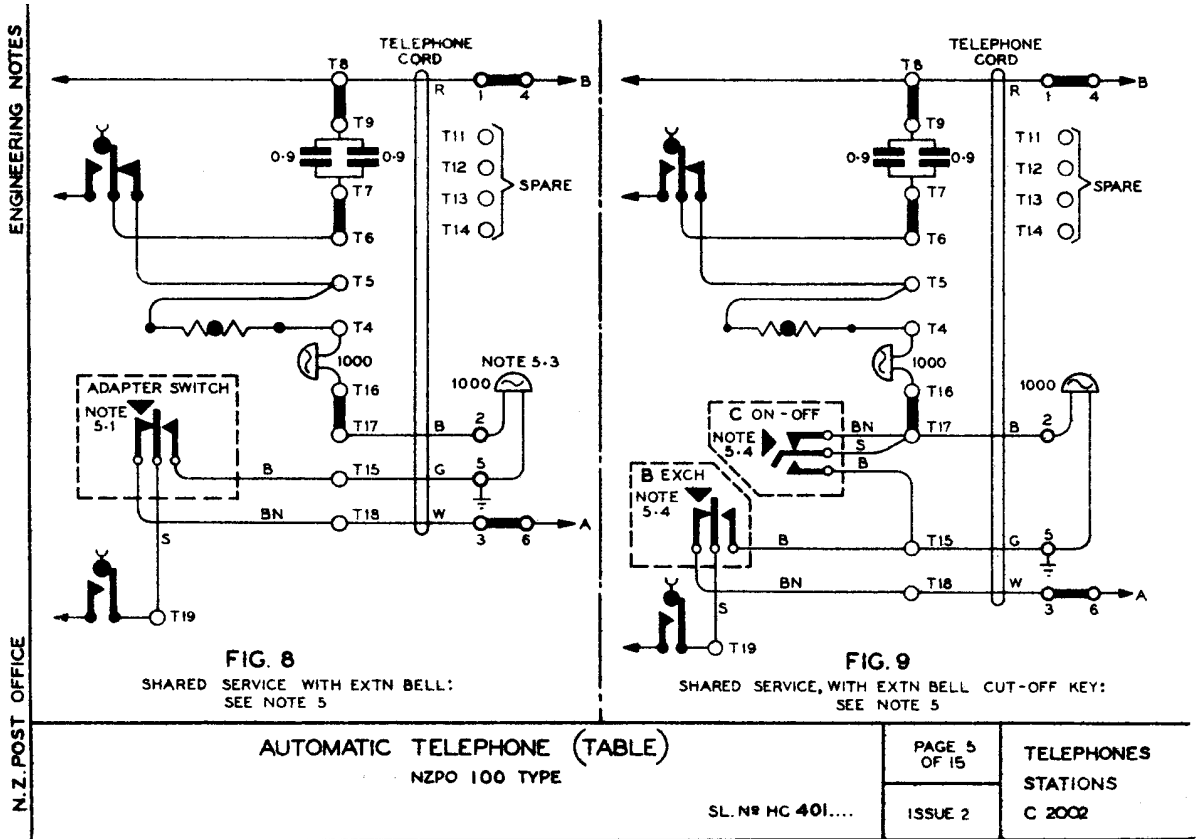 ENGINEERING NOTES
N.Z. POST OFFICE
TELEPHONE
CORD
T8
R
1
4
B
T9
0·9
0·9
T11
T12
T13
T14
SPARE
T7
T6
T5
T4
1000
NOTE 5·3
1000
T16
ADAPTER SWITCH
NOTE
5·1
T17
B
2
B
T15
G
5
BN
T18
W
3
6
A
S
T19
FIG. 8
SHARED SERVICE WITH EXTN BELL:
SEE NOTE 5
TELEPHONE
CORD
T8
R
1
4
B
T9
0·9
0·9
T11
T12
T13
T14
SPARE
T7
T6
T5
T4
1000
1000
T16
C ON-OFF
NOTE
5·4
BN
S
B
T17
B
2
B EXCH
NOTE
5·4
B
T15
G
5
BN
T18
W
3
6
A
S
T19
FIG. 9
SHARED SERVICE, WITH EXTN BELL CUT-OFF KEY:
SEE NOTE 5
AUTOMATIC TELEPHONE (TABLE)
NZPO 100 TYPE
SL. Nº HC 401....
PAGE 5
OF 15
ISSUE 2
TELEPHONES
STATIONS
C 2002